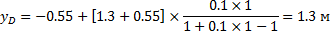 y_D = −0.55 + [1.3 + 0.55] × (0.1 × 1)/(1 + 0.1 × 1 − 1) = 1.3 м